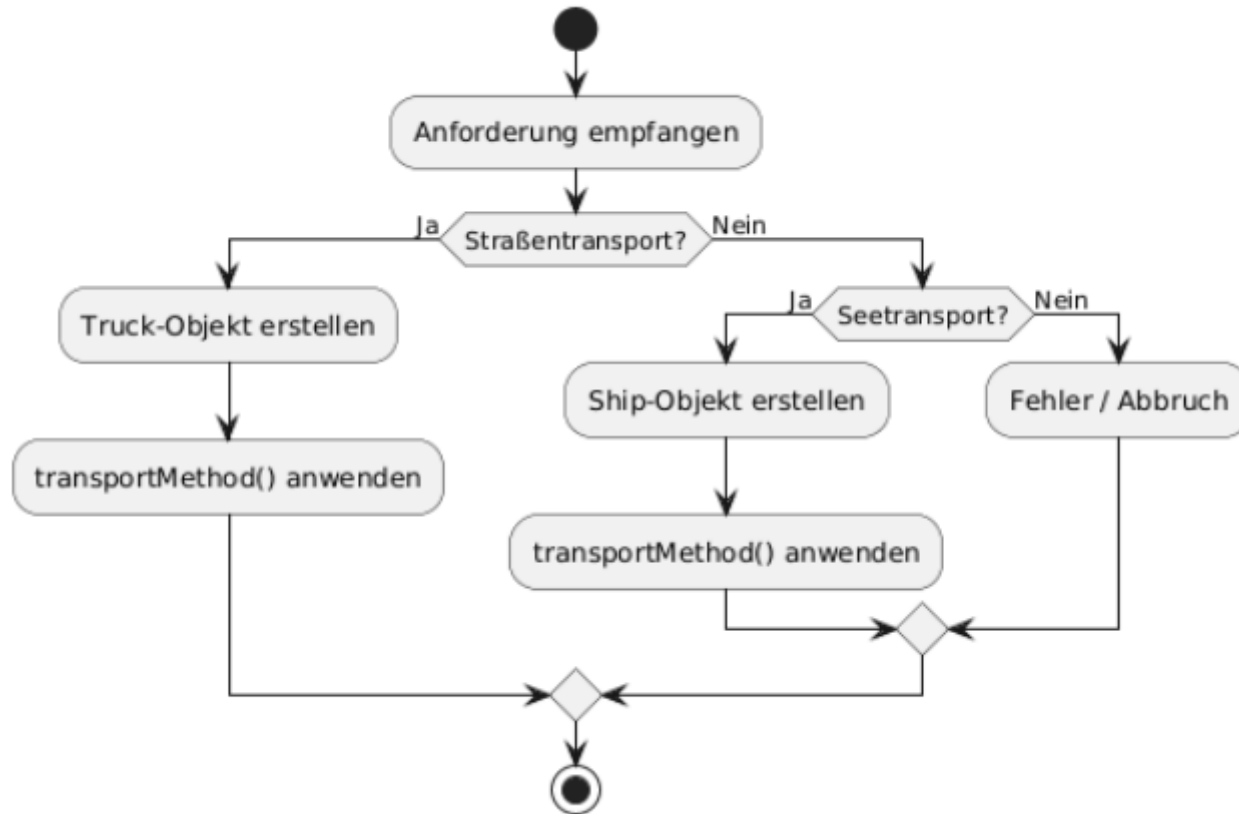 Anforderung empfangen
Ja
Straßentransport?
Nein
Truck-Objekt erstellen
Ja
Seetransport?
Nein
Ship-Objekt erstellen
Fehler / Abbruch
transportMethod() anwenden
transportMethod() anwenden